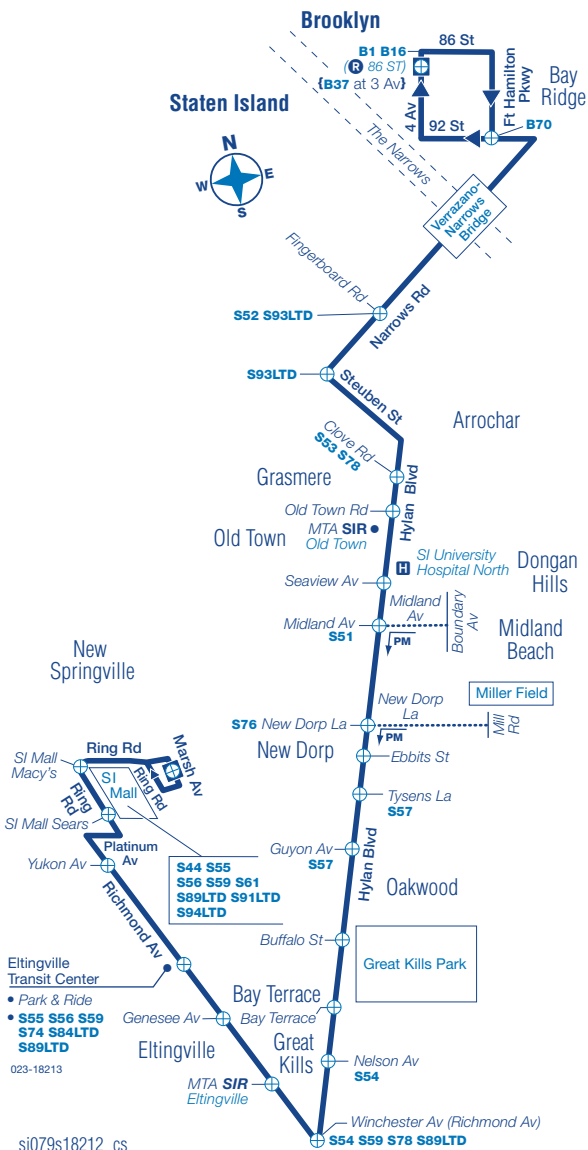 Brooklyn
B1 B16
86 St
(R 86 ST)
{B37 at 3 Av}
Ft Hamilton
Pkwy
Bay
Ridge
4 Av
92 St
B70
Staten Island
N
W
E
S
The Narrows
Verrazano-
Narrows
Bridge
Fingerboard Rd
S52 S93LTD
Narrows Rd
S93LTD
Steuben St
Arrochar
Clove Rd
S53 S78
Grasmere
Hylan Blvd
Old Town Rd
MTA SIR
Old Town
Old Town
H
SI University
Hospital North
Dongan
Hills
Seaview Av
Midland
Av
Boundary
Av
Midland Av
S51
PM
Midland
Beach
New
Springville
Miller Field
New Dorp
La
Mill
Rd
S76 New Dorp La
PM
New Dorp
Ebbits St
Ring Rd
Marsh Av
SI Mall
Macy's
Ring Rd
SI
Mall
Ring
Rd
SI Mall Sears
Tysens La
S57
Platinum
Av
Guyon Av
S57
Hylan Blvd
Yukon Av
S44 S55
S56 S59 S61
S89LTD S91LTD
S94LTD
Richmond Av
Oakwood
Buffalo St
Great Kills Park
Eltingville
Transit Center
• Park & Ride
• S55 S56 S59
S74 S84LTD
S89LTD
Bay Terrace
Bay Terrace
Genesee Av
023-18213
Eltingville
Great
Kills
Nelson Av
S54
MTA SIR
Eltingville
Winchester Av (Richmond Av)
S54 S59 S78 S89LTD
si079s18212_cs